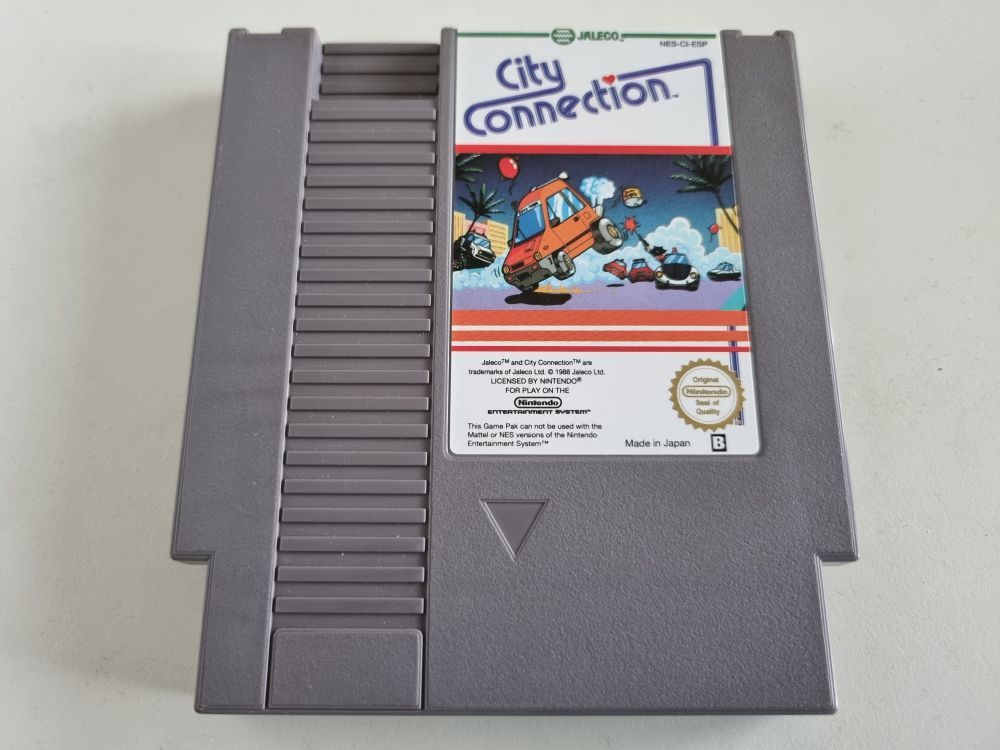 JALECO™
NES-CI-ESP
City
Connection™
Jaleco™ and City Connection™ are
trademarks of Jaleco Ltd. © 1988 Jaleco Ltd.
LICENSED BY NINTENDO®
FOR PLAY ON THE
Nintendo
ENTERTAINMENT SYSTEM™
This Game Pak can not be used with the
Mattel or NES versions of the Nintendo
Entertainment System™
Made in Japan
B
Original
Nintendo
Seal of
Quality